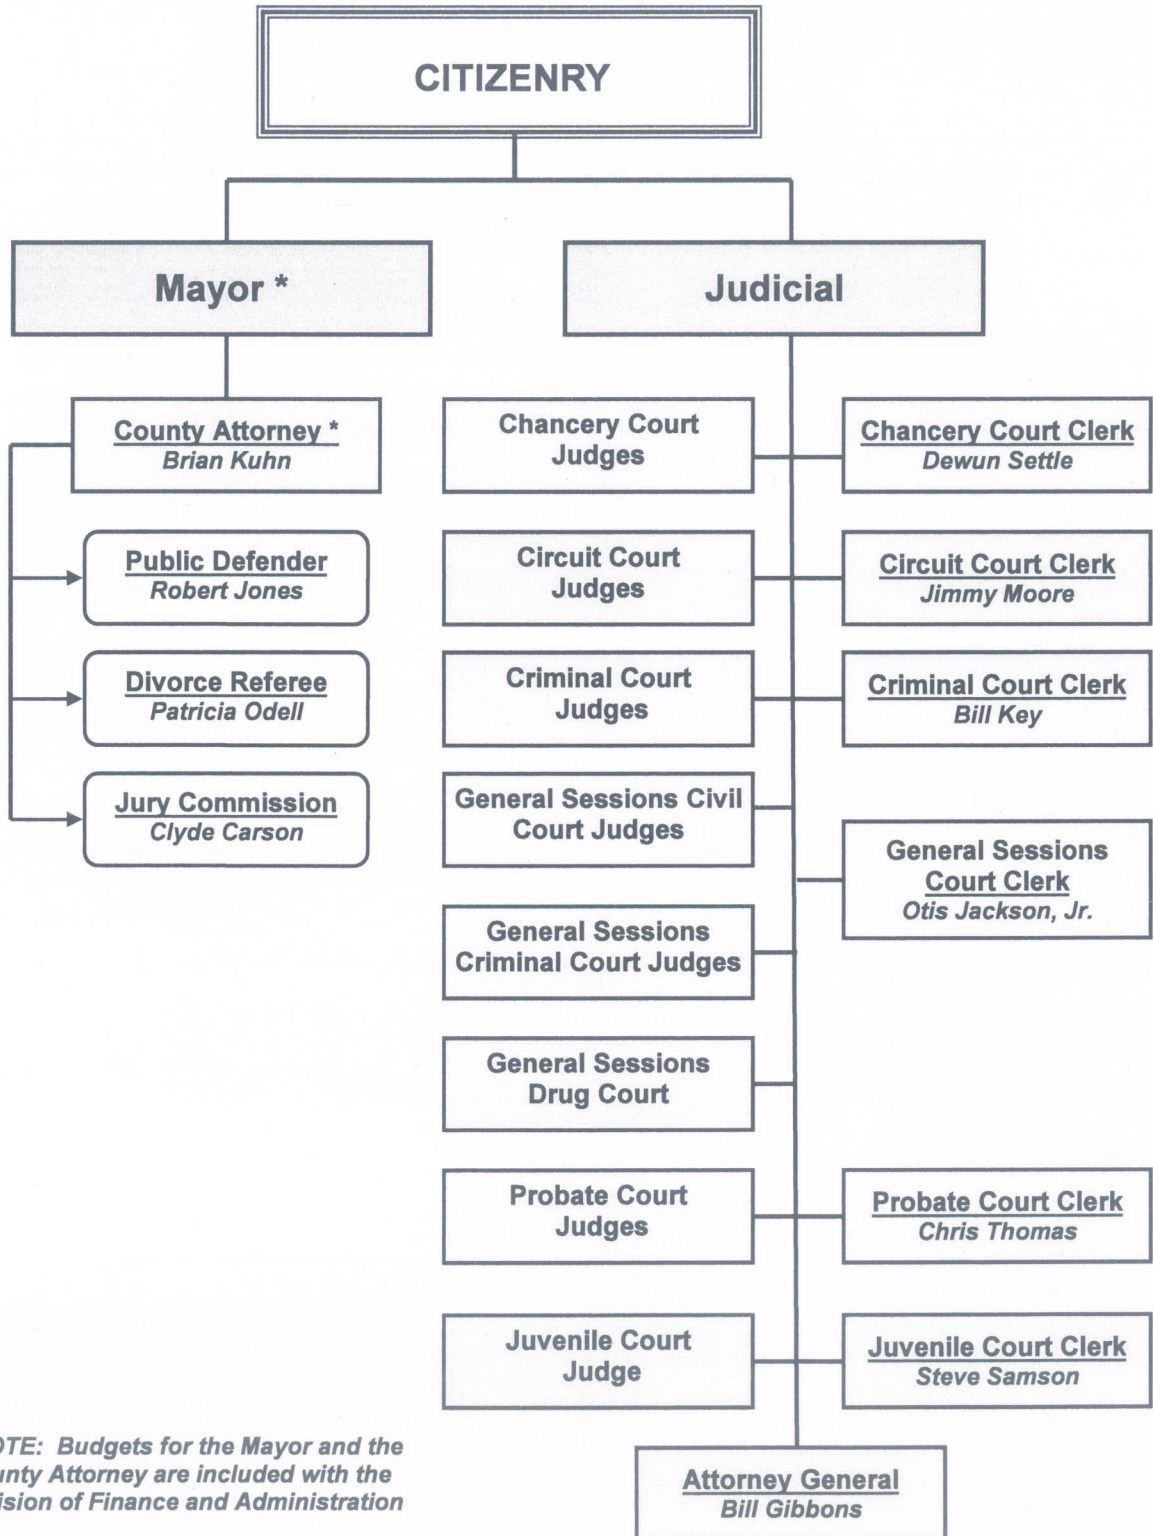 CITIZENRY
Mayor *
Judicial
County Attorney *
Brian Kuhn
Public Defender
Robert Jones
Divorce Referee
Patricia Odell
Jury Commission
Clyde Carson
Chancery Court
Judges
Chancery Court Clerk
Dewun Settle
Circuit Court
Judges
Circuit Court Clerk
Jimmy Moore
Criminal Court
Judges
Criminal Court Clerk
Bill Key
General Sessions Civil
Court Judges
General Sessions
Court Clerk
Otis Jackson, Jr.
General Sessions
Criminal Court Judges
General Sessions
Drug Court
Probate Court
Judges
Probate Court Clerk
Chris Thomas
Juvenile Court
Judge
Juvenile Court Clerk
Steve Samson
Attorney General
Bill Gibbons
OTE: Budgets for the Mayor and the
unty Attorney are included with the
ision of Finance and Administration